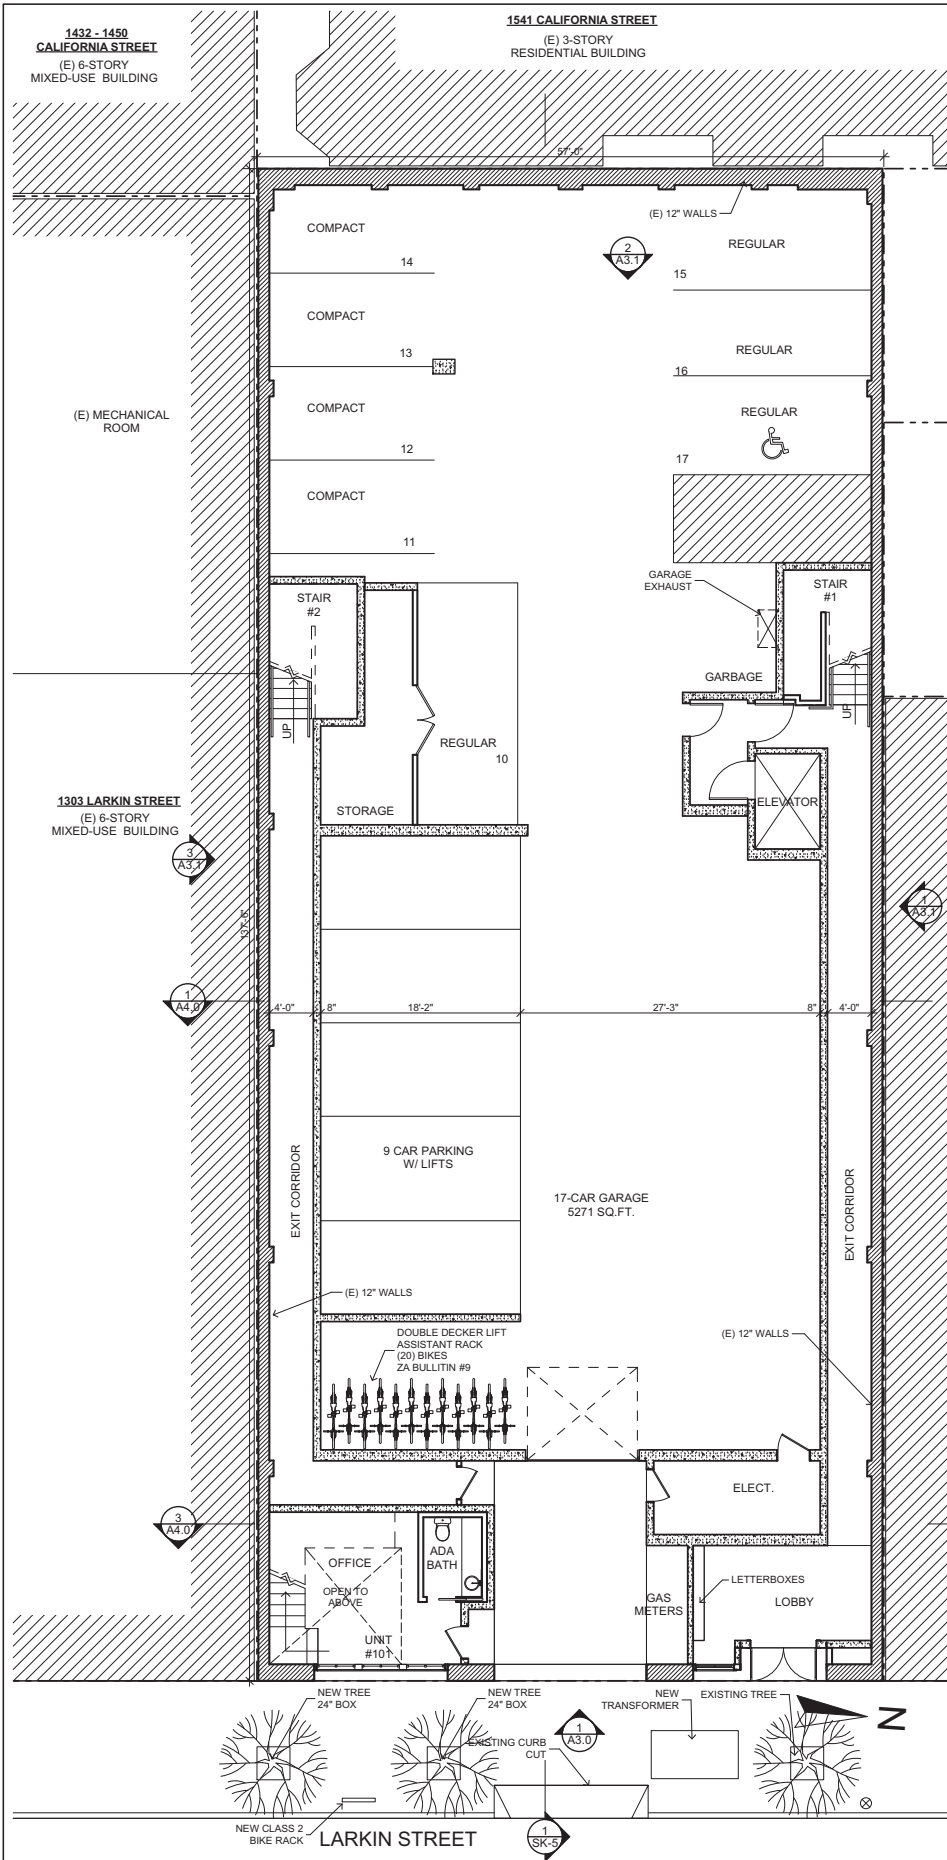 1432 - 1450
CALIFORNIA STREET
(E) 6-STORY
MIXED-USE BUILDING
1541 CALIFORNIA STREET
(E) 3-STORY
RESIDENTIAL BUILDING
57'-0"
(E) 12" WALLS
COMPACT
14
2
A3.1
REGULAR
15
COMPACT
13
REGULAR
16
(E) MECHANICAL
ROOM
COMPACT
12
REGULAR
17
COMPACT
11
STAIR
#2
UP
GARAGE
EXHAUST
STAIR
#1
UP
GARBAGE
REGULAR
10
STORAGE
ELEVATOR
1303 LARKIN STREET
(E) 6-STORY
MIXED-USE BUILDING
3
A3.1
137'-6"
1
A3.1
1
A4.0
4'-0"
8"
18'-2"
27'-3"
8"
4'-0"
EXIT CORRIDOR
9 CAR PARKING
W/ LIFTS
17-CAR GARAGE
5271 SQ.FT.
EXIT CORRIDOR
(E) 12" WALLS
DOUBLE DECKER LIFT
ASSISTANT RACK
(20) BIKES
ZA BULLITIN #9
(E) 12" WALLS
ELECT.
3
A4.0
OFFICE
OPEN TO
ABOVE
UNIT
#101
ADA
BATH
GAS
METERS
LETTERBOXES
LOBBY
NEW TREE
24" BOX
NEW TREE
24" BOX
NEW
TRANSFORMER
EXISTING TREE
N
1
A3.0
EXISTING CURB
CUT
NEW CLASS 2
BIKE RACK
LARKIN STREET
1
SK-5